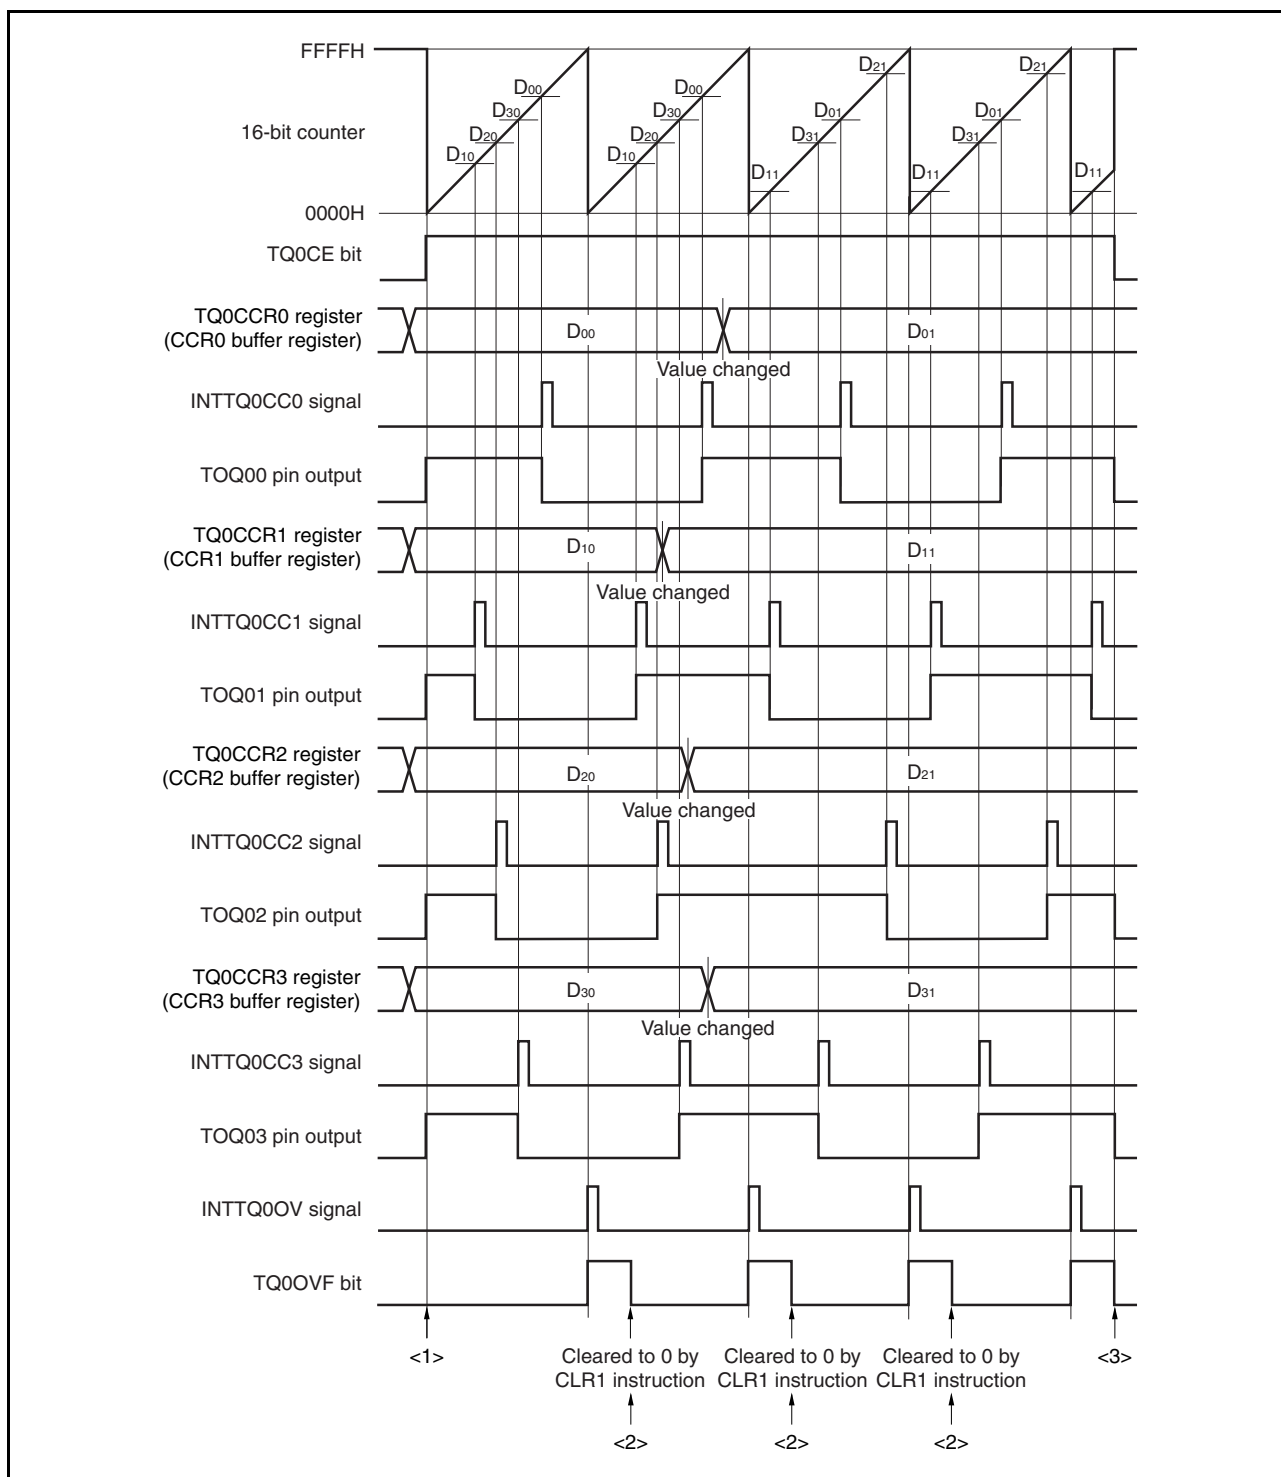 FFFFH
16-bit counter
0000H
D10
D20
D30
D00
D10
D20
D30
D00
D11
D31
D01
D21
D11
D31
D01
D21
D11
TQ0CE bit
TQ0CCR0 register
(CCR0 buffer register)
D00
D01
Value changed
INTTQ0CC0 signal
TOQ00 pin output
TQ0CCR1 register
(CCR1 buffer register)
D10
D11
Value changed
INTTQ0CC1 signal
TOQ01 pin output
TQ0CCR2 register
(CCR2 buffer register)
D20
D21
Value changed
INTTQ0CC2 signal
TOQ02 pin output
TQ0CCR3 register
(CCR3 buffer register)
D30
D31
Value changed
INTTQ0CC3 signal
TOQ03 pin output
INTTQ0OV signal
TQ0OVF bit
<1>
Cleared to 0 by
CLR1 instruction
<2>
Cleared to 0 by
CLR1 instruction
<2>
Cleared to 0 by
CLR1 instruction
<2>
<3>